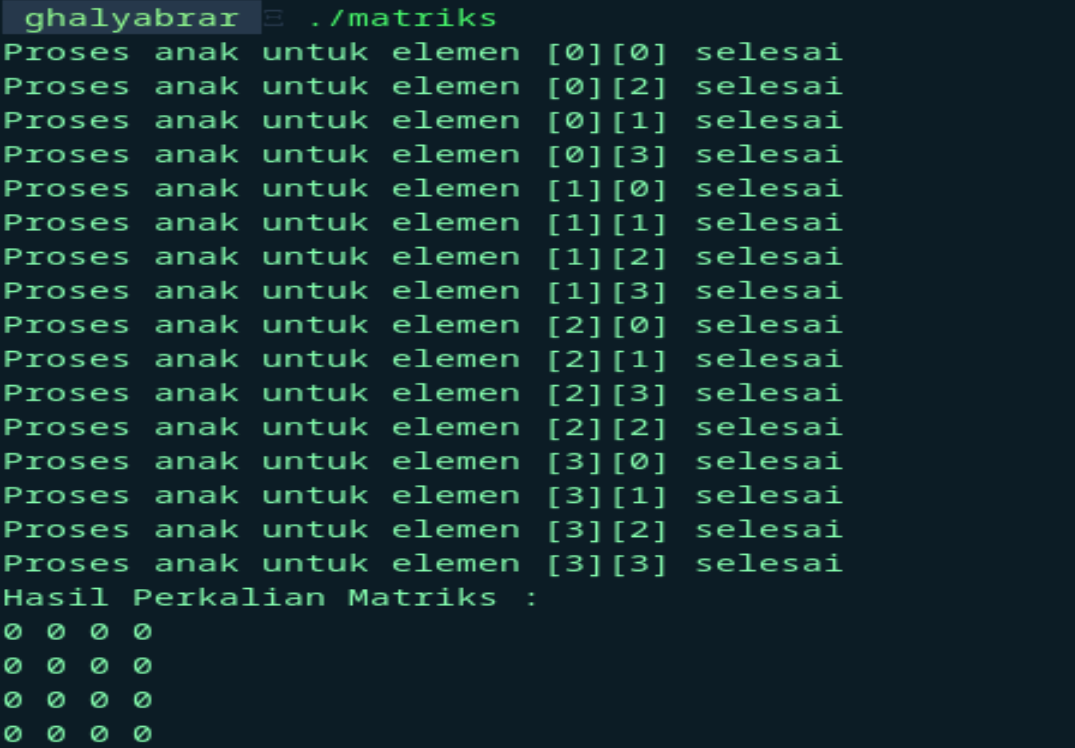 ghalyabrar ./matriks
Proses anak untuk elemen [0][0] selesai
Proses anak untuk elemen [0][2] selesai
Proses anak untuk elemen [0][1] selesai
Proses anak untuk elemen [0][3] selesai
Proses anak untuk elemen [1][0] selesai
Proses anak untuk elemen [1][1] selesai
Proses anak untuk elemen [1][2] selesai
Proses anak untuk elemen [1][3] selesai
Proses anak untuk elemen [2][0] selesai
Proses anak untuk elemen [2][1] selesai
Proses anak untuk elemen [2][3] selesai
Proses anak untuk elemen [2][2] selesai
Proses anak untuk elemen [3][0] selesai
Proses anak untuk elemen [3][1] selesai
Proses anak untuk elemen [3][2] selesai
Proses anak untuk elemen [3][3] selesai
Hasil Perkalian Matriks :
0 0 0 0
0 0 0 0
0 0 0 0
0 0 0 0